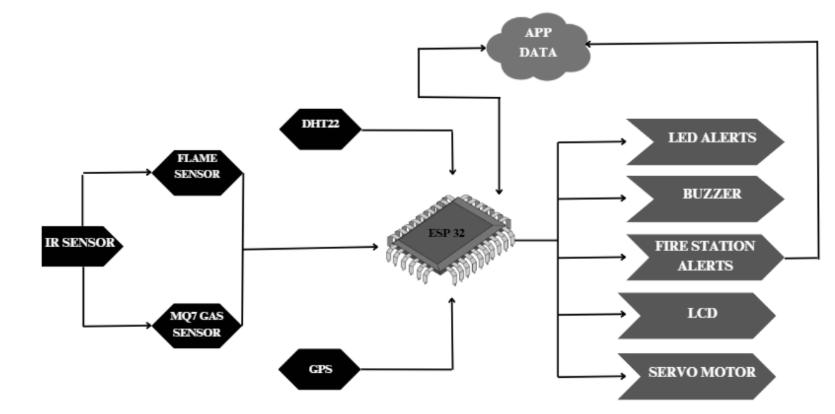 APP
DATA
DHT22
LED ALERTS
FLAME
SENSOR
BUZZER
IR SENSOR
ESP 32
FIRE STATION
ALERTS
MQ7 GAS
SENSOR
LCD
GPS
SERVO MOTOR